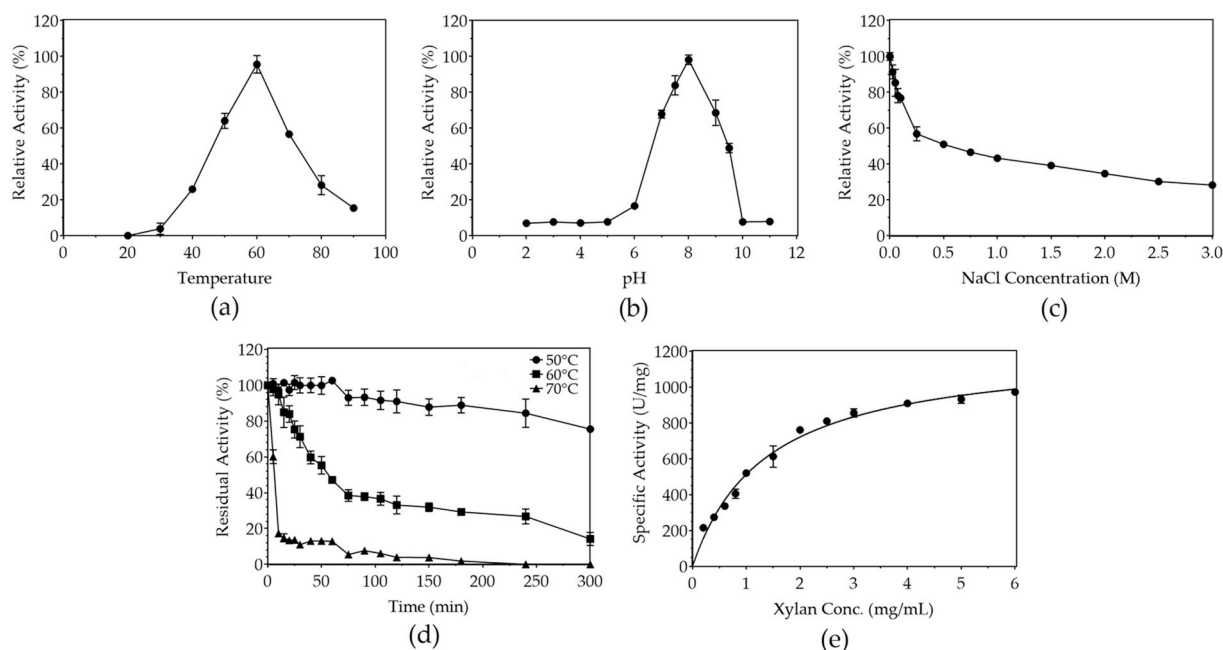 120
100
80
60
40
20
0
Relative Activity (%)
0 20 40 60 80 100
Temperature
(a)
120
100
80
60
40
20
0
Relative Activity (%)
0 2 4 6 8 10 12
pH
(b)
120
100
80
60
40
20
0
Relative Activity (%)
0.0 0.5 1.0 1.5 2.0 2.5 3.0
NaCl Concentration (M)
(c)
120
100
80
60
40
20
0
Residual Activity (%)
50°C
60°C
70°C
0 50 100 150 200 250 300
Time (min)
(d)
1200
1000
800
600
400
200
0
Specific Activity (U/mg)
0 1 2 3 4 5 6
Xylan Conc. (mg/mL)
(e)